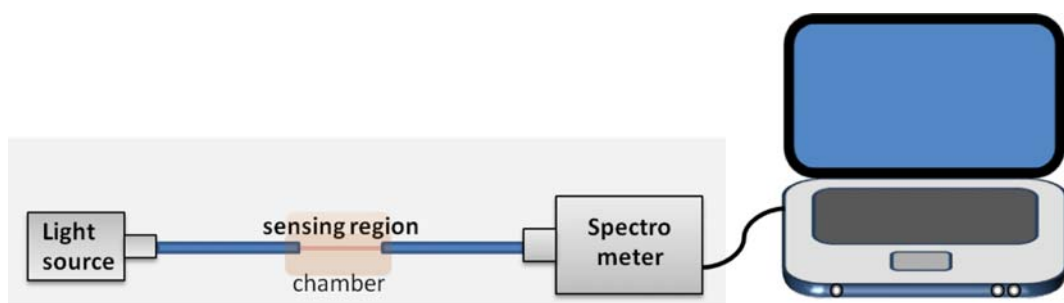 Light
source
sensing region
chamber
Spectro
meter